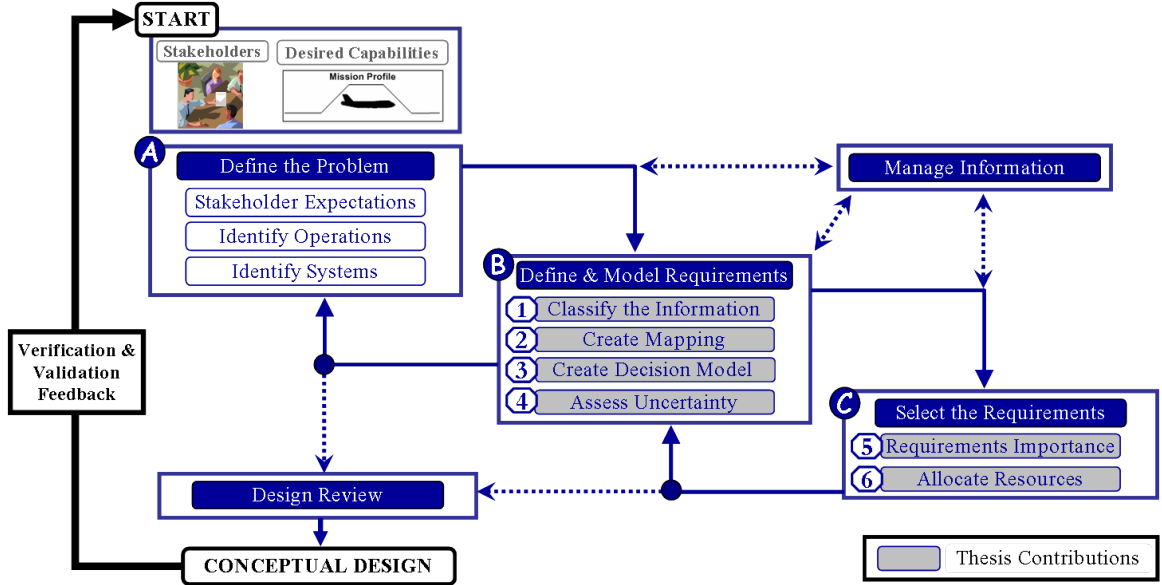 START
Stakeholders
Desired Capabilities
Mission Profile
A
Define the Problem
Stakeholder Expectations
Identify Operations
Identify Systems
Manage Information
B
Define & Model Requirements
1 Classify the Information
2 Create Mapping
3 Create Decision Model
4 Assess Uncertainty
Verification &
Validation
Feedback
C
Select the Requirements
5 Requirements Importance
6 Allocate Resources
Design Review
CONCEPTUAL DESIGN
Thesis Contributions